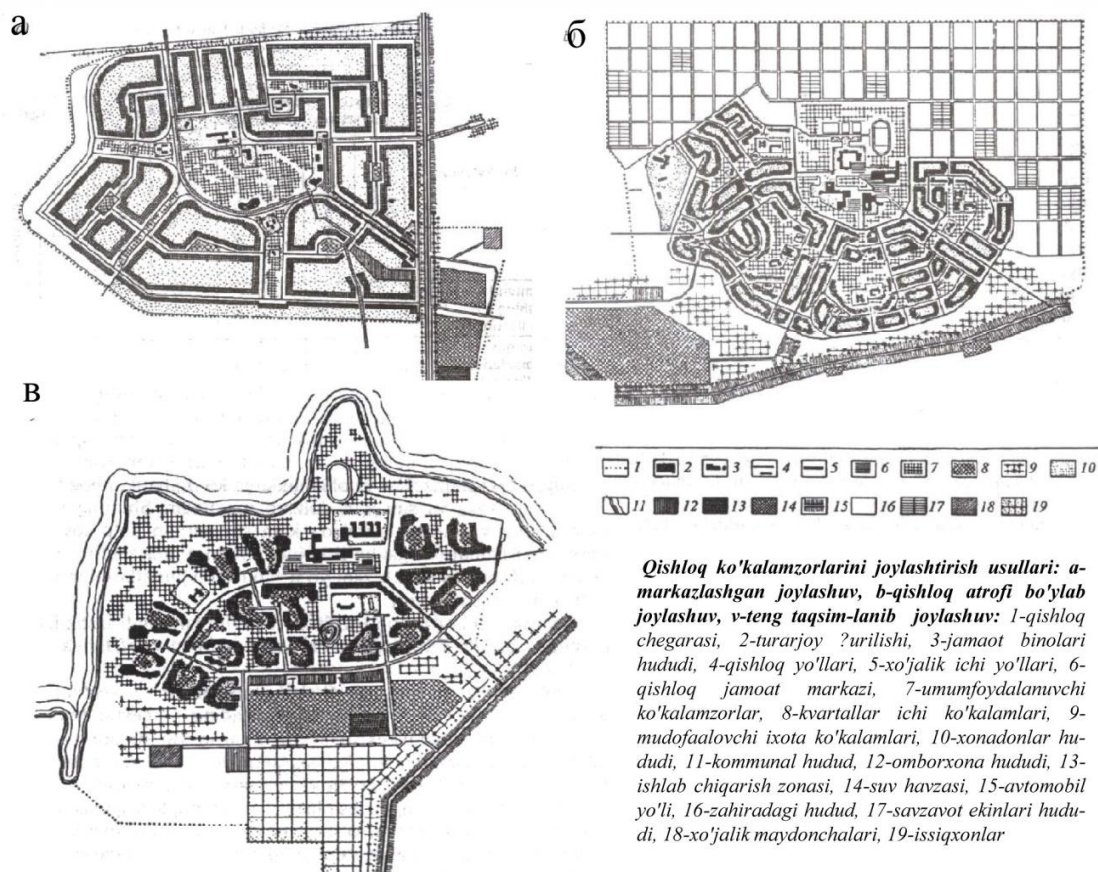 а
б
в
1 2 3 4 5 6 7 8 9 10
11 12 13 14 15 16 17 18 19
Qishloq ko'kalamzorlarini joylashtirish usullari: a-
markazlashgan joylashuv, b-qishloq atrofi bo'ylab
joylashuv, v-teng taqsim-lanib joylashuv: 1-qishloq
chegarasi, 2-turarjoy ?urilishi, 3-jamaot binolari
hududi, 4-qishloq yo'llari, 5-xo'jalik ichi yo'llari, 6-
qishloq jamoat markazi, 7-umumfoydalanuvchi
ko'kalamzorlar, 8-kvartallar ichi ko'kalamlari, 9-
mudofaalovchi ixota ko'kalamlari, 10-xonadonlar hu-
dudi, 11-kommunal hudud, 12-omborxona hududi, 13-
ishlab chiqarish zonasi, 14-suv havzasi, 15-avtomobil
yo'li, 16-zahiradagi hudud, 17-savzavot ekinlari hudu-
di, 18-xo'jalik maydonchalari, 19-issiqxonlar